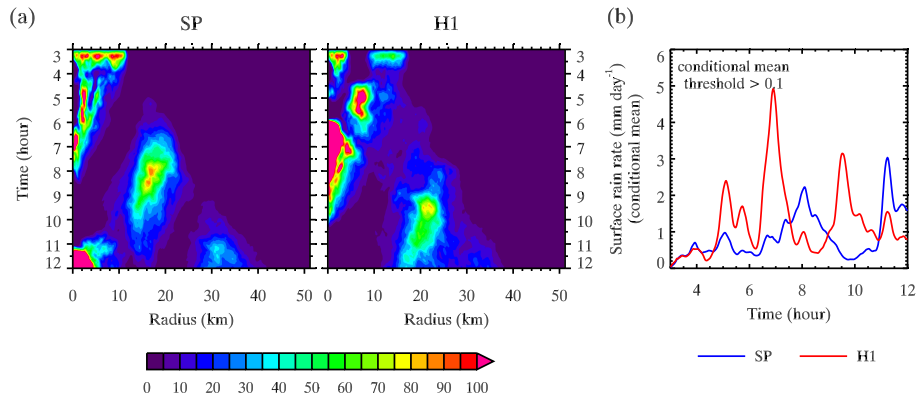 (a)
SP
H1
(b)
3
4
5
6
7
8
9
10
11
12
Time (hour)
0 10 20 30 40 50
Radius (km)
0 10 20 30 40 50
Radius (km)
3
4
5
6
7
8
9
10
11
12
0 10 20 30 40 50 60 70 80 90 100
Surface rain rate (mm day⁻¹)
(conditional mean)
6
5
4
3
2
1
0
conditional mean
threshold > 0.1
4 6 8 10 12
Time (hour)
SP H1